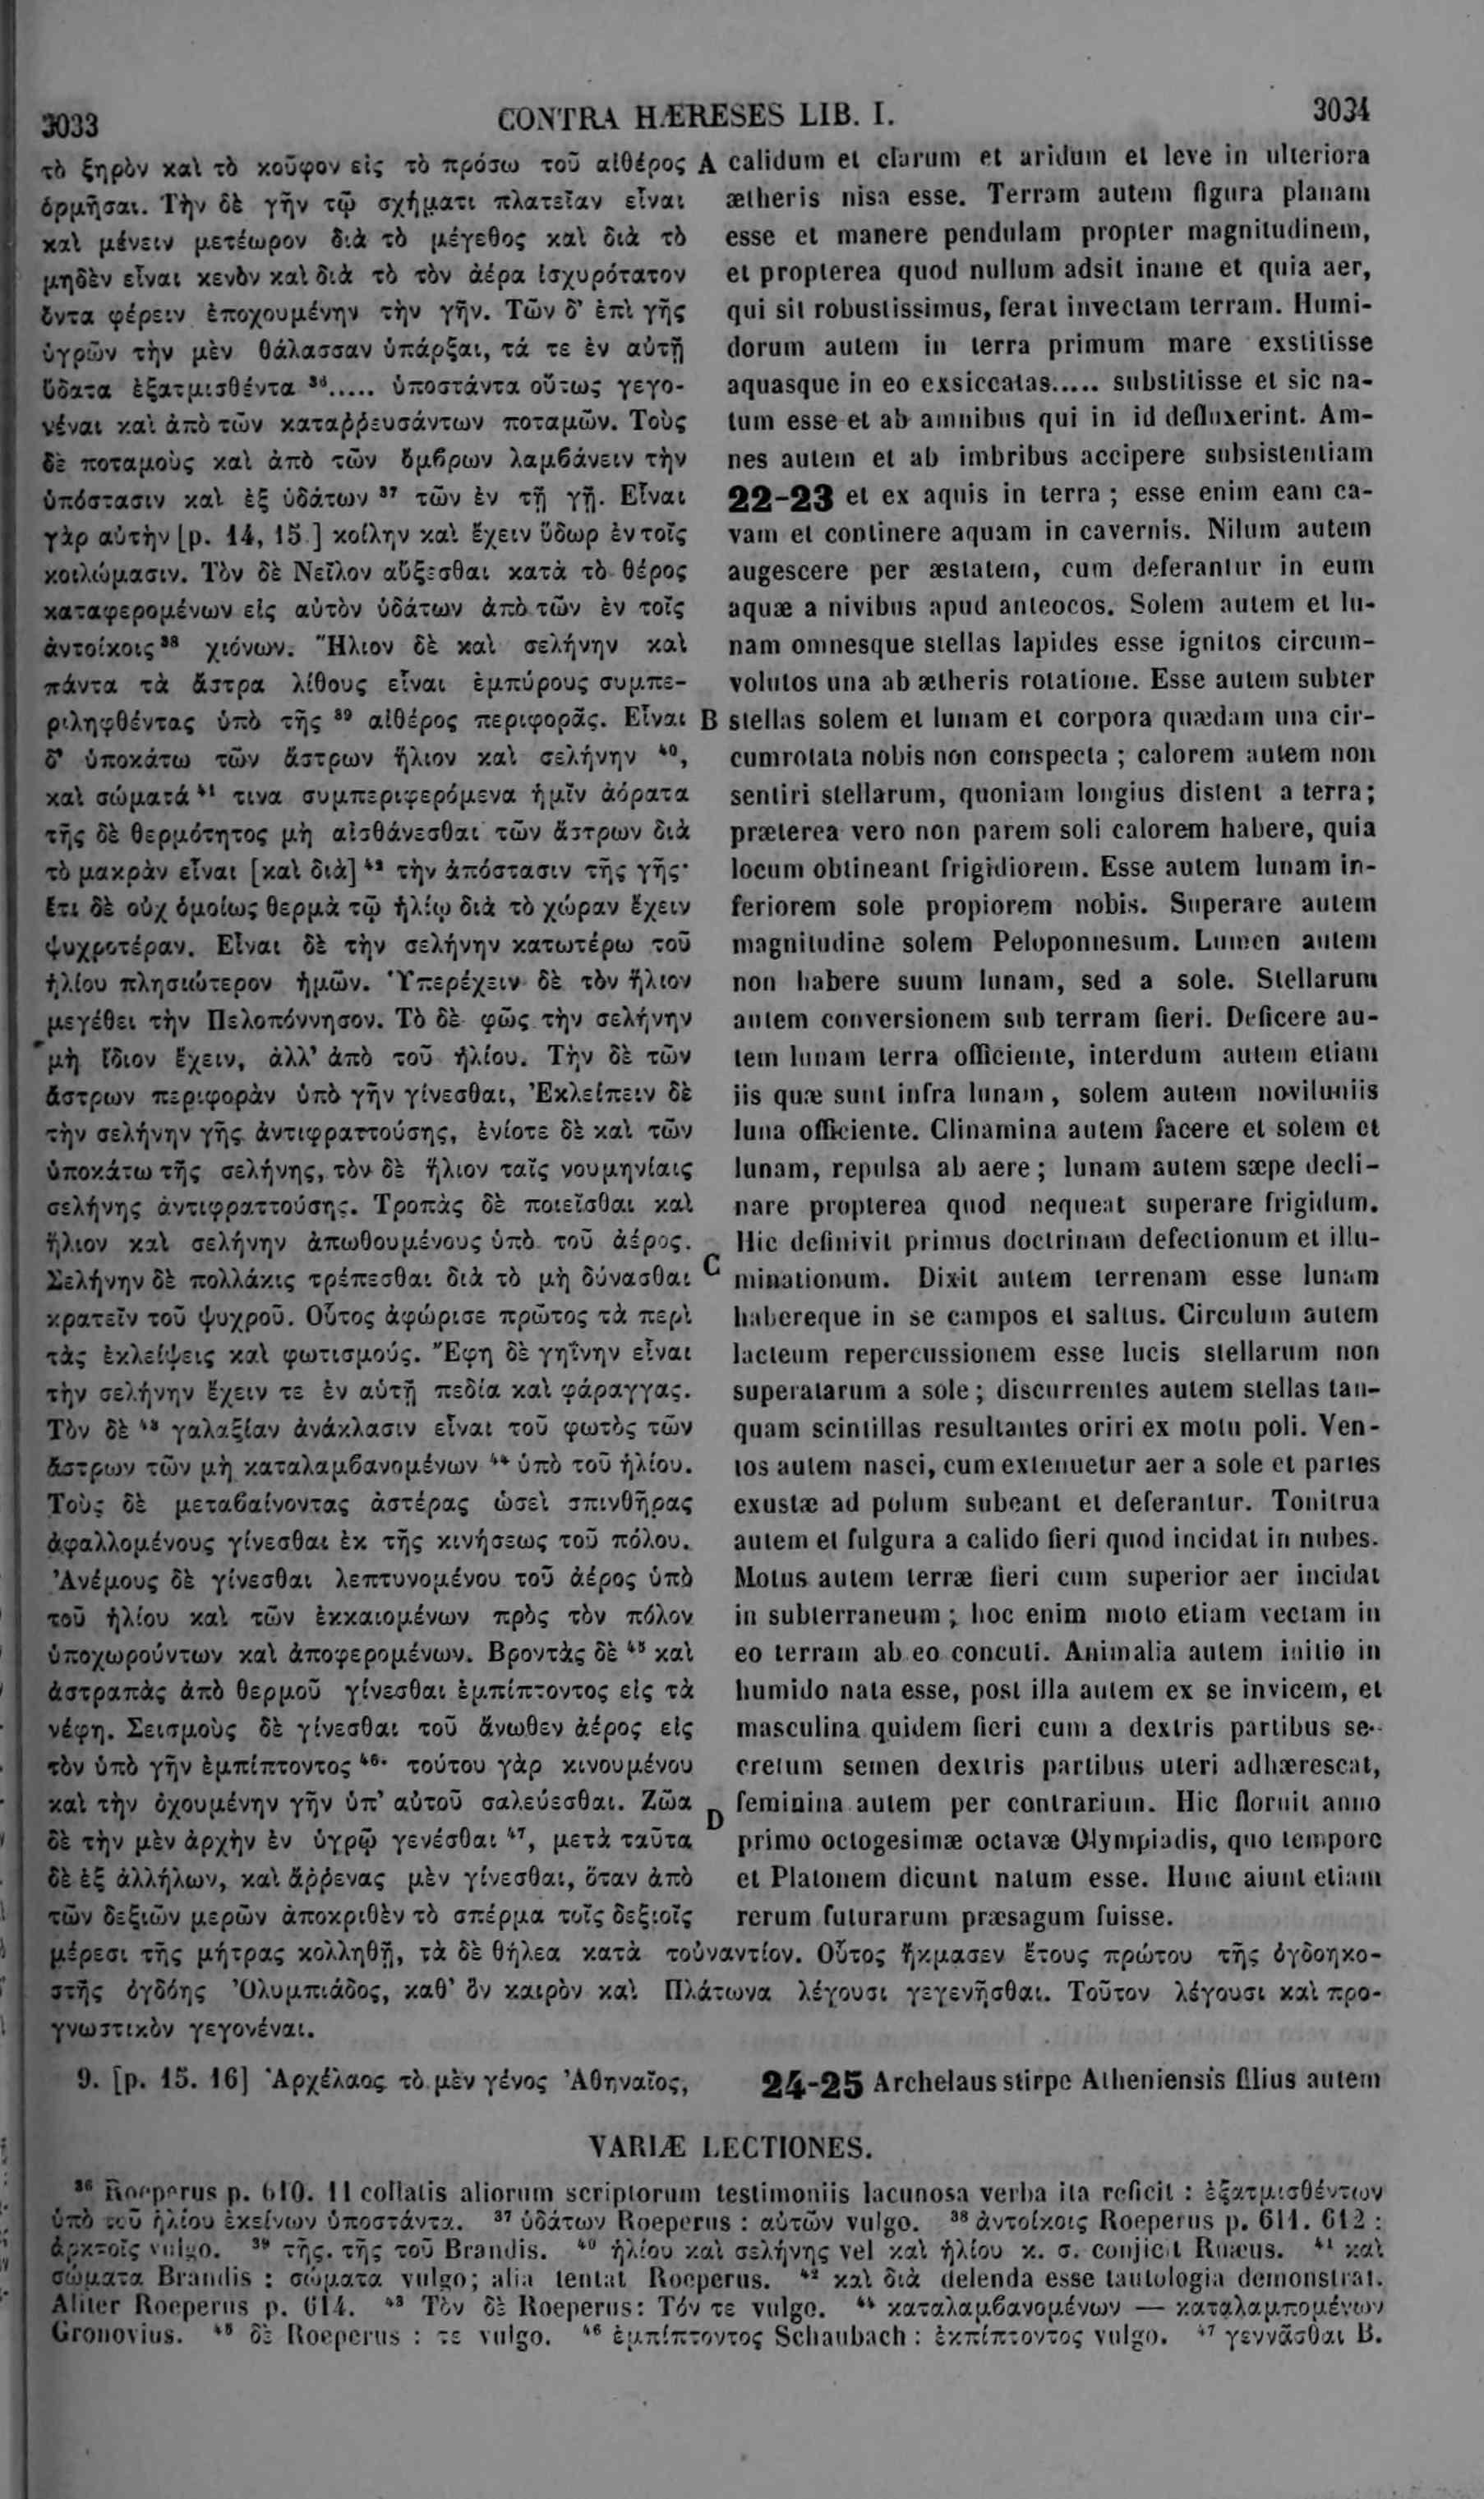 3033
CONTRA HÆRESES LIB. I.
3034
τὸ ξηρὸν καὶ τὸ κοῦφον εἰς τὸ πρόσω τοῦ αἰθέρος
ὁρμῆσαι. Τὴν δὲ γῆν τῷ σχήματι πλατεῖαν εἶναι
καὶ μένειν μετέωρον διὰ τὸ μέγεθος καὶ διὰ τὸ
μηδὲν εἶναι κενὸν καὶ διὰ τὸ τὸν ἀέρα ἰσχυρότατον
ὄντα φέρειν ἐποχουμένην τὴν γῆν. Τῶν δ' ἐπὶ γῆς
ὑγρῶν τὴν μὲν θάλασσαν ὑπάρξαι, τά τε ἐν αὐτῇ
ὕδατα ἐξατμισθέντα ³⁶..... ὑποστάντα οὕτως γεγο-
νέναι καὶ ἀπὸ τῶν καταῤῥευσάντων ποταμῶν. Τοὺς
δὲ ποταμοὺς καὶ ἀπὸ τῶν ὄμβρων λαμβάνειν τὴν
ὑπόστασιν καὶ ἐξ ὑδάτων ³⁷ τῶν ἐν τῇ γῇ. Εἶναι
γὰρ αὐτὴν [p. 14, 15.] κοίλην καὶ ἔχειν ὕδωρ ἐν τοῖς
κοιλώμασιν. Τὸν δὲ Νεῖλον αὔξεσθαι κατὰ τὸ θέρος
καταφερομένων εἰς αὐτὸν ὑδάτων ἀπὸ τῶν ἐν τοῖς
ἀντοίκοις ³⁸ χιόνων. Ἥλιον δὲ καὶ σελήνην καὶ
πάντα τὰ ἄστρα λίθους εἶναι ἐμπύρους συμπε-
ριληφθέντας ὑπὸ τῆς ³⁹ αἰθέρος περιφορᾶς. Εἶναι
δ' ὑποκάτω τῶν ἄστρων ἥλιον καὶ σελήνην ⁴⁰,
καὶ σώματά ⁴¹ τινα συμπεριφερόμενα ἡμῖν ἀόρατα
τῆς δὲ θερμότητος μὴ αἰσθάνεσθαι τῶν ἄστρων διὰ
τὸ μακρὰν εἶναι [καὶ διὰ] ⁴² τὴν ἀπόστασιν τῆς γῆς·
ἔτι δὲ οὐχ ὁμοίως θερμὰ τῷ ἡλίῳ διὰ τὸ χώραν ἔχειν
ψυχροτέραν. Εἶναι δὲ τὴν σελήνην κατωτέρω τοῦ
ἡλίου πλησιώτερον ἡμῶν. Ὑπερέχειν δὲ τὸν ἥλιον
μεγέθει τὴν Πελοπόννησον. Τὸ δὲ φῶς τὴν σελήνην
μὴ ἴδιον ἔχειν, ἀλλ' ἀπὸ τοῦ ἡλίου. Τὴν δὲ τῶν
ἄστρων περιφορὰν ὑπὸ γῆν γίνεσθαι, Ἐκλείπειν δὲ
τὴν σελήνην γῆς ἀντιφραττούσης, ἐνίοτε δὲ καὶ τῶν
ὑποκάτω τῆς σελήνης, τὸν δὲ ἥλιον ταῖς νουμηνίαις
σελήνης ἀντιφραττούσης. Τροπὰς δὲ ποιεῖσθαι καὶ
ἥλιον καὶ σελήνην ἀπωθουμένους ὑπὸ τοῦ ἀέρος.
Σελήνην δὲ πολλάκις τρέπεσθαι διὰ τὸ μὴ δύνασθαι
κρατεῖν τοῦ ψυχροῦ. Οὗτος ἀφώρισε πρῶτος τὰ περὶ
τὰς ἐκλείψεις καὶ φωτισμούς. Ἔφη δὲ γηΐνην εἶναι
τὴν σελήνην ἔχειν τε ἐν αὑτῇ πεδία καὶ φάραγγας.
Τὸν δὲ ⁴³ γαλαξίαν ἀνάκλασιν εἶναι τοῦ φωτὸς τῶν
ἄστρων τῶν μὴ καταλαμβανομένων ⁴⁴ ὑπὸ τοῦ ἡλίου.
Τοὺς δὲ μεταβαίνοντας ἀστέρας ὡσεὶ σπινθῆρας
ἀφαλλομένους γίνεσθαι ἐκ τῆς κινήσεως τοῦ πόλου.
Ἀνέμους δὲ γίνεσθαι λεπτυνομένου τοῦ ἀέρος ὑπὸ
τοῦ ἡλίου καὶ τῶν ἐκκαιομένων πρὸς τὸν πόλον
ὑποχωρούντων καὶ ἀποφερομένων. Βροντὰς δὲ ⁴⁵ καὶ
ἀστραπὰς ἀπὸ θερμοῦ γίνεσθαι ἐμπίπτοντος εἰς τὰ
νέφη. Σεισμοὺς δὲ γίνεσθαι τοῦ ἄνωθεν ἀέρος εἰς
τὸν ὑπὸ γῆν ἐμπίπτοντος ⁴⁶· τούτου γὰρ κινουμένου
καὶ τὴν ὀχουμένην γῆν ὑπ' αὐτοῦ σαλεύεσθαι. Ζῶα
δὲ τὴν μὲν ἀρχὴν ἐν ὑγρῷ γενέσθαι ⁴⁷, μετὰ ταῦτα
δὲ ἐξ ἀλλήλων, καὶ ἄῤῥενας μὲν γίνεσθαι, ὅταν ἀπὸ
τῶν δεξιῶν μερῶν ἀποκριθὲν τὸ σπέρμα τοῖς δεξιοῖς
μέρεσι τῆς μήτρας κολληθῇ, τὰ δὲ θήλεα κατὰ τοὐναντίον. Οὗτος ἤκμασεν ἔτους πρώτου τῆς ὀγδοηκο-
στῆς ὀγδόης Ὀλυμπιάδος, καθ' ὃν καιρὸν καὶ Πλάτωνα λέγουσι γεγενῆσθαι. Τοῦτον λέγουσι καὶ προ-
γνωστικὸν γεγονέναι.
9. [p. 15. 16] Ἀρχέλαος τὸ μὲν γένος Ἀθηναῖος,
A
B
C
D
calidum et clarum et aridum et leve in ulteriora
ætheris nisa esse. Terram autem figura planam
esse et manere pendulam propter magnitudinem,
et propterea quod nullum adsit inane et quia aer,
qui sit robustissimus, ferat invectam terram. Humi-
dorum autem in terra primum mare exstitisse
aquasque in eo exsiccatas..... substitisse et sic na-
tum esse et ab amnibus qui in id defluxerint. Am-
nes autem et ab imbribus accipere subsistentiam
22-23 et ex aquis in terra ; esse enim eam ca-
vam et continere aquam in cavernis. Nilum autem
augescere per æstatem, cum deferantur in eum
aquæ a nivibus apud anteocos. Solem autem et lu-
nam omnesque stellas lapides esse ignitos circum-
volutos una ab ætheris rotatione. Esse autem subter
stellas solem et lunam et corpora quædam una cir-
cumrotata nobis non conspecta ; calorem autem non
sentiri stellarum, quoniam longius distent a terra;
præterea vero non parem soli calorem habere, quia
locum obtineant frigidiorem. Esse autem lunam in-
feriorem sole propiorem nobis. Superare autem
magnitudine solem Peloponnesum. Lumen autem
non habere suum lunam, sed a sole. Stellarum
autem conversionem sub terram fieri. Deficere au-
tem lunam terra officiente, interdum autem etiam
iis quæ sunt infra lunam, solem autem noviluniis
luna officiente. Clinamina autem facere et solem et
lunam, repulsa ab aere ; lunam autem sæpe decli-
nare propterea quod nequeat superare frigidum.
Hic definivit primus doctrinam defectionum et illu-
minationum. Dixit autem terrenam esse lunam
habereque in se campos et saltus. Circulum autem
lacteum repercussionem esse lucis stellarum non
superatarum a sole ; discurrentes autem stellas tan-
quam scintillas resultantes oriri ex motu poli. Ven-
tos autem nasci, cum extenuetur aer a sole et partes
exustæ ad polum subeant et deferantur. Tonitrua
autem et fulgura a calido fieri quod incidat in nubes.
Motus autem terræ fieri cum superior aer incidat
in subterraneum ; hoc enim moto etiam vectam in
eo terram ab eo concuti. Animalia autem initio in
humido nata esse, post illa autem ex se invicem, et
masculina quidem fieri cum a dextris partibus se-
cretum semen dextris partibus uteri adhærescat,
feminina autem per contrarium. Hic floruit anno
primo octogesimæ octavæ Olympiadis, quo tempore
et Platonem dicunt natum esse. Hunc aiunt etiam
rerum futurarum præsagum fuisse.
24-25 Archelaus stirpe Atheniensis filius autem
VARIÆ LECTIONES.
³⁶ Roeperus p. 610. 11 collatis aliorum scriptorum testimoniis lacunosa verba ita reficit : ἐξατμισθέντων
ὑπὸ τοῦ ἡλίου ἐκείνων ὑποστάντα. ³⁷ ὑδάτων Roeperus : αὐτῶν vulgo. ³⁸ ἀντοίκοις Roeperus p. 611. 612 :
ἀρκτοῖς vulgo. ³⁹ τῆς. τῆς τοῦ Brandis. ⁴⁰ ἡλίου καὶ σελήνης vel καὶ ἡλίου κ. σ. conjicit Ruæus. ⁴¹ καὶ
σώματα Brandis : σώματα vulgo; alia tentat Roeperus. ⁴² καὶ διὰ delenda esse tautologia demonstrat.
Aliter Roeperus p. 614. ⁴³ Τὸν δὲ Roeperus: Τόν τε vulgo. ⁴⁴ καταλαμβανομένων — καταλαμπομένων
Gronovius. ⁴⁵ δὲ Roeperus : τε vulgo. ⁴⁶ ἐμπίπτοντος Schaubach : ἐκπίπτοντος vulgo. ⁴⁷ γεννᾶσθαι B.